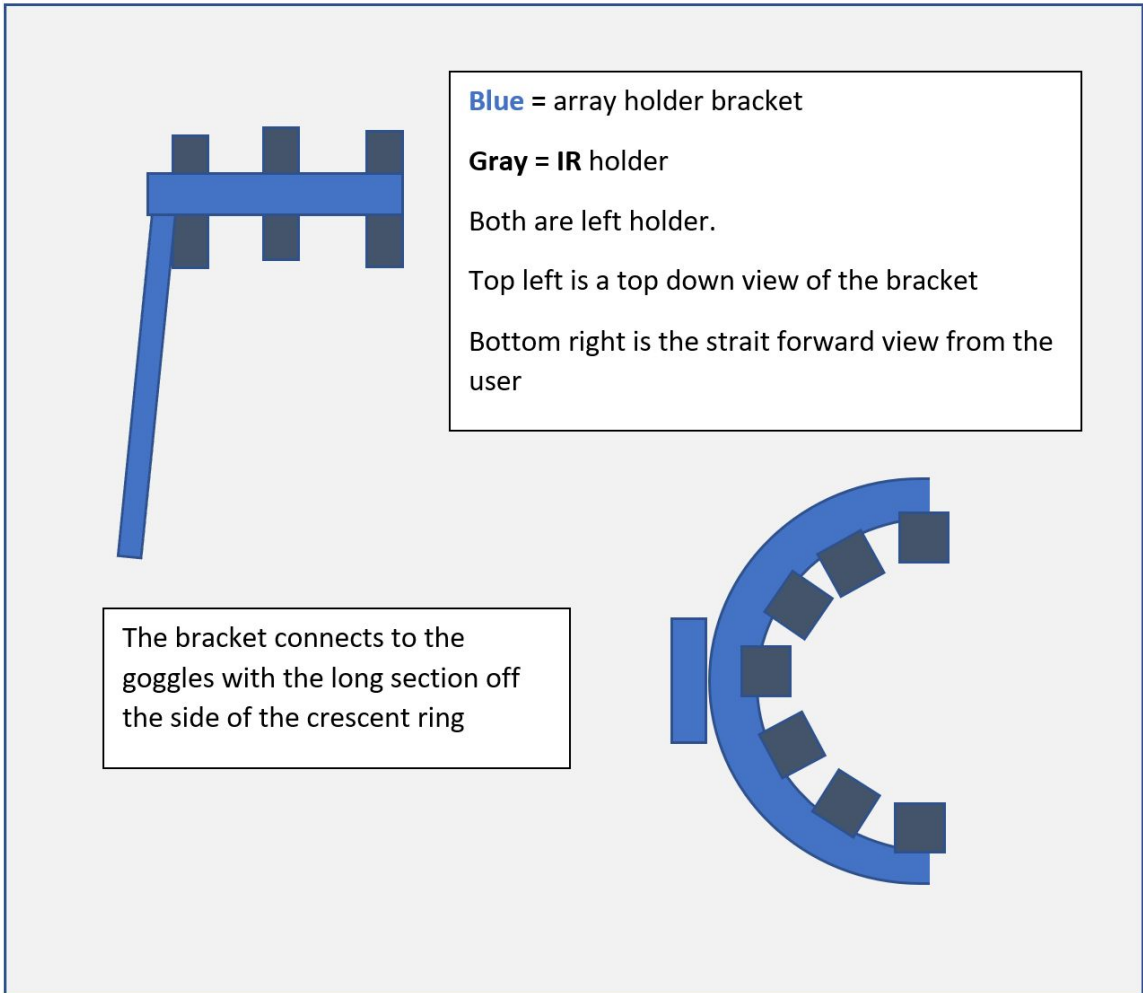 Blue = array holder bracket
Gray = IR holder
Both are left holder.
Top left is a top down view of the bracket
Bottom right is the strait forward view from the
user
The bracket connects to the
goggles with the long section off
the side of the crescent ring